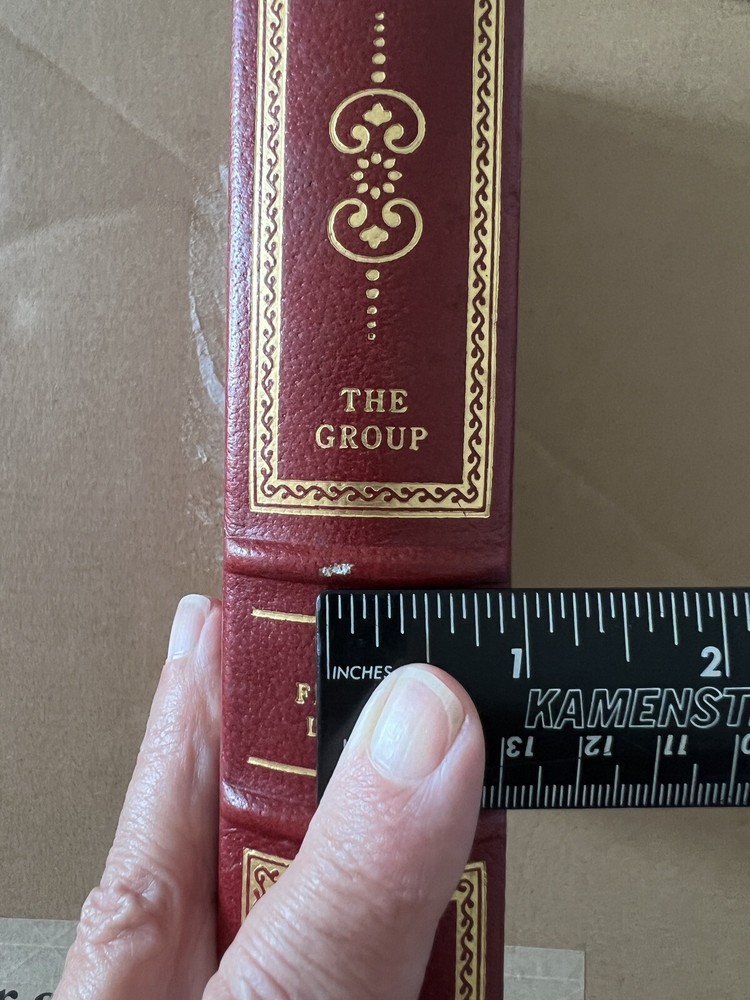 THE
GROUP
1
2
INCHES
KAMENST
13
12
11